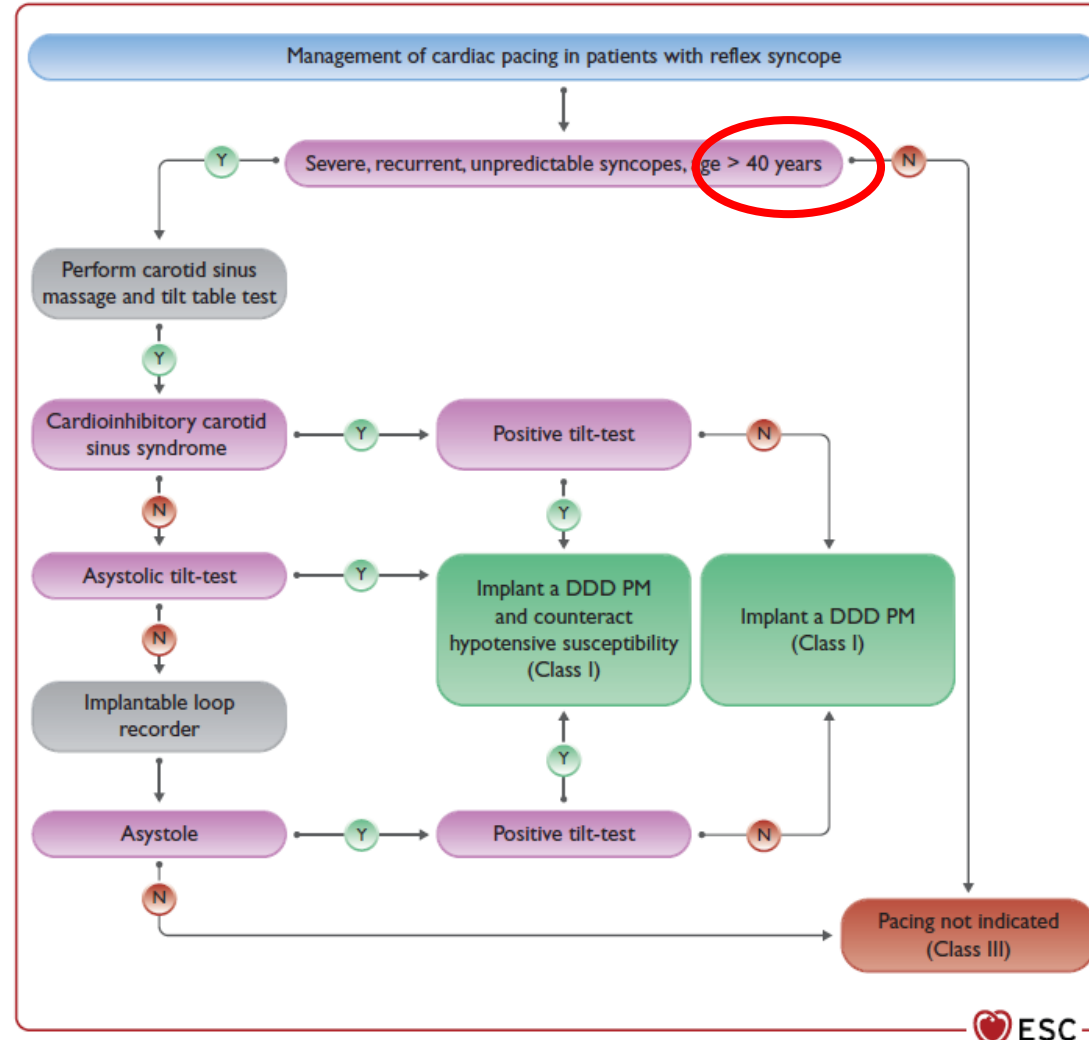 Management of cardiac pacing in patients with reflex syncope
Severe, recurrent, unpredictable syncopes, age > 40 years
Y
N
Perform carotid sinus
massage and tilt table test
Y
Cardioinhibitory carotid
sinus syndrome
Y
Positive tilt-test
N
N
Y
Asystolic tilt-test
Y
Implant a DDD PM
and counteract
hypotensive susceptibility
(Class I)
Implant a DDD PM
(Class I)
N
Implantable loop
recorder
Y
Asystole
Y
Positive tilt-test
N
N
Pacing not indicated
(Class III)
ESC